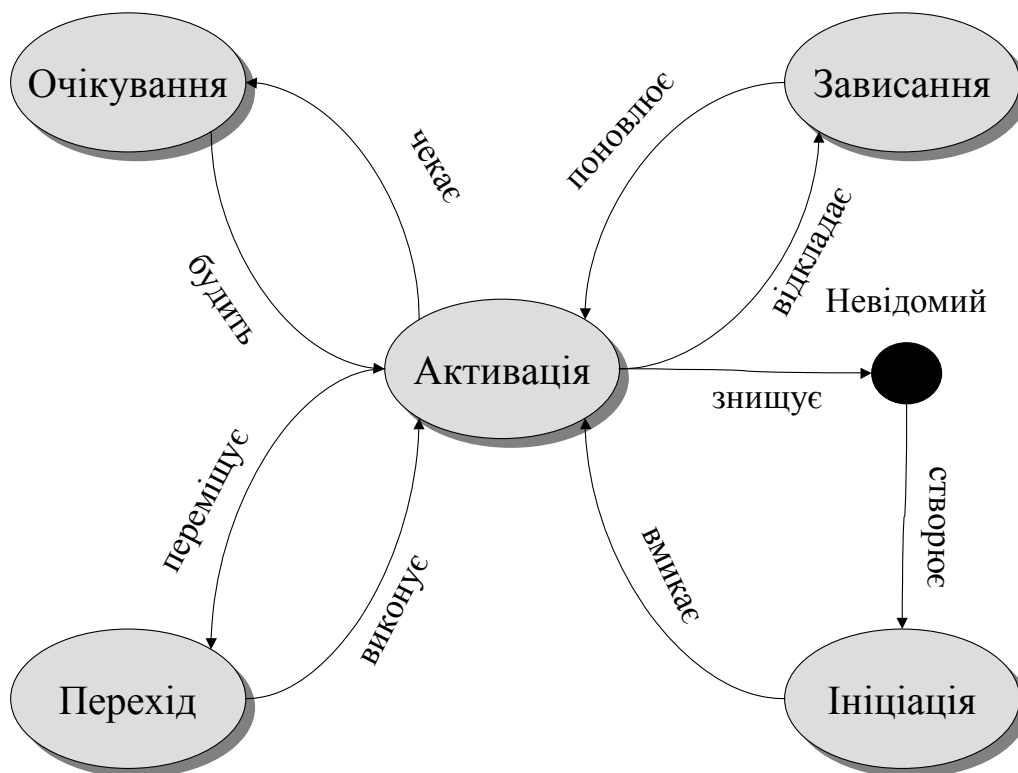 Очікування
Зависання
чекає
поновлює
будить
відкладає
Невідомий
Активація
знищує
переміщує
виконує
вмикає
створює
Перехід
Ініціація